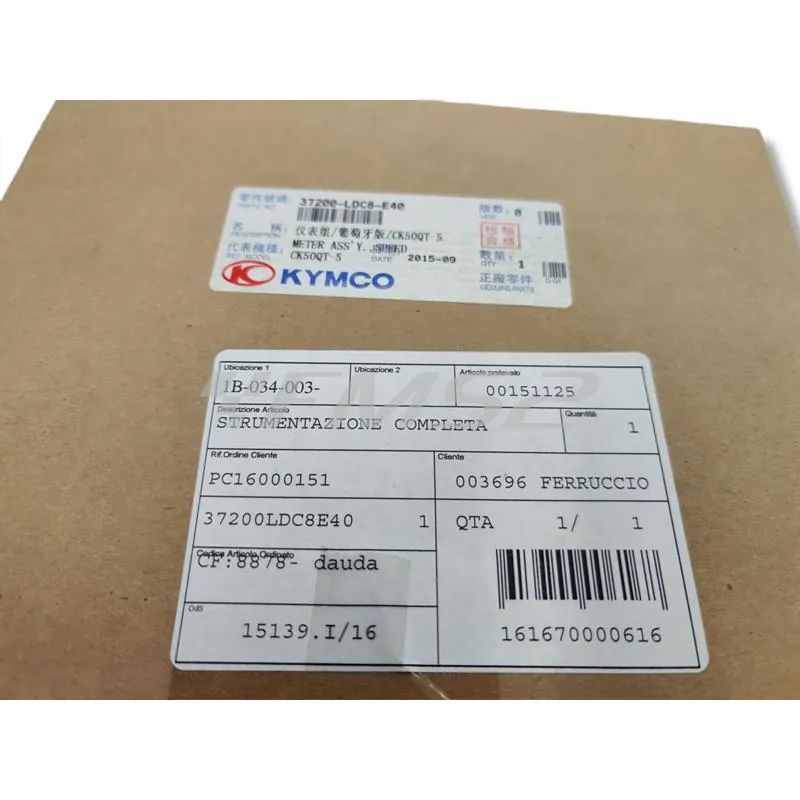 零件號碼: 37200-LDC8-E40 版數: 0
PARTS NO. VER.
名 稱: 仪表组/葡萄牙版/CK50QT-5
DESCRIPTION METER ASS'Y.,SPEED
检验
合格
代表機種: CK50QT-5 DATE 2015-09 數量: 1
REF. MODEL QTY
KYMCO 正廠零件
GENUINE PARTS
Ubicazione 1 Ubicazione 2 Articolo prelevato
1B-034-003- 00151125
Descrizione Articolo Quantità
STRUMENTAZIONE COMPLETA 1
Rif.Ordine Cliente Cliente
PC16000151 003696 FERRUCCIO
37200LDC8E40 1 QTA 1/ 1
Codice Articolo Ordinato
CF:8878- dauda
OdS
15139.I/16 161670000616